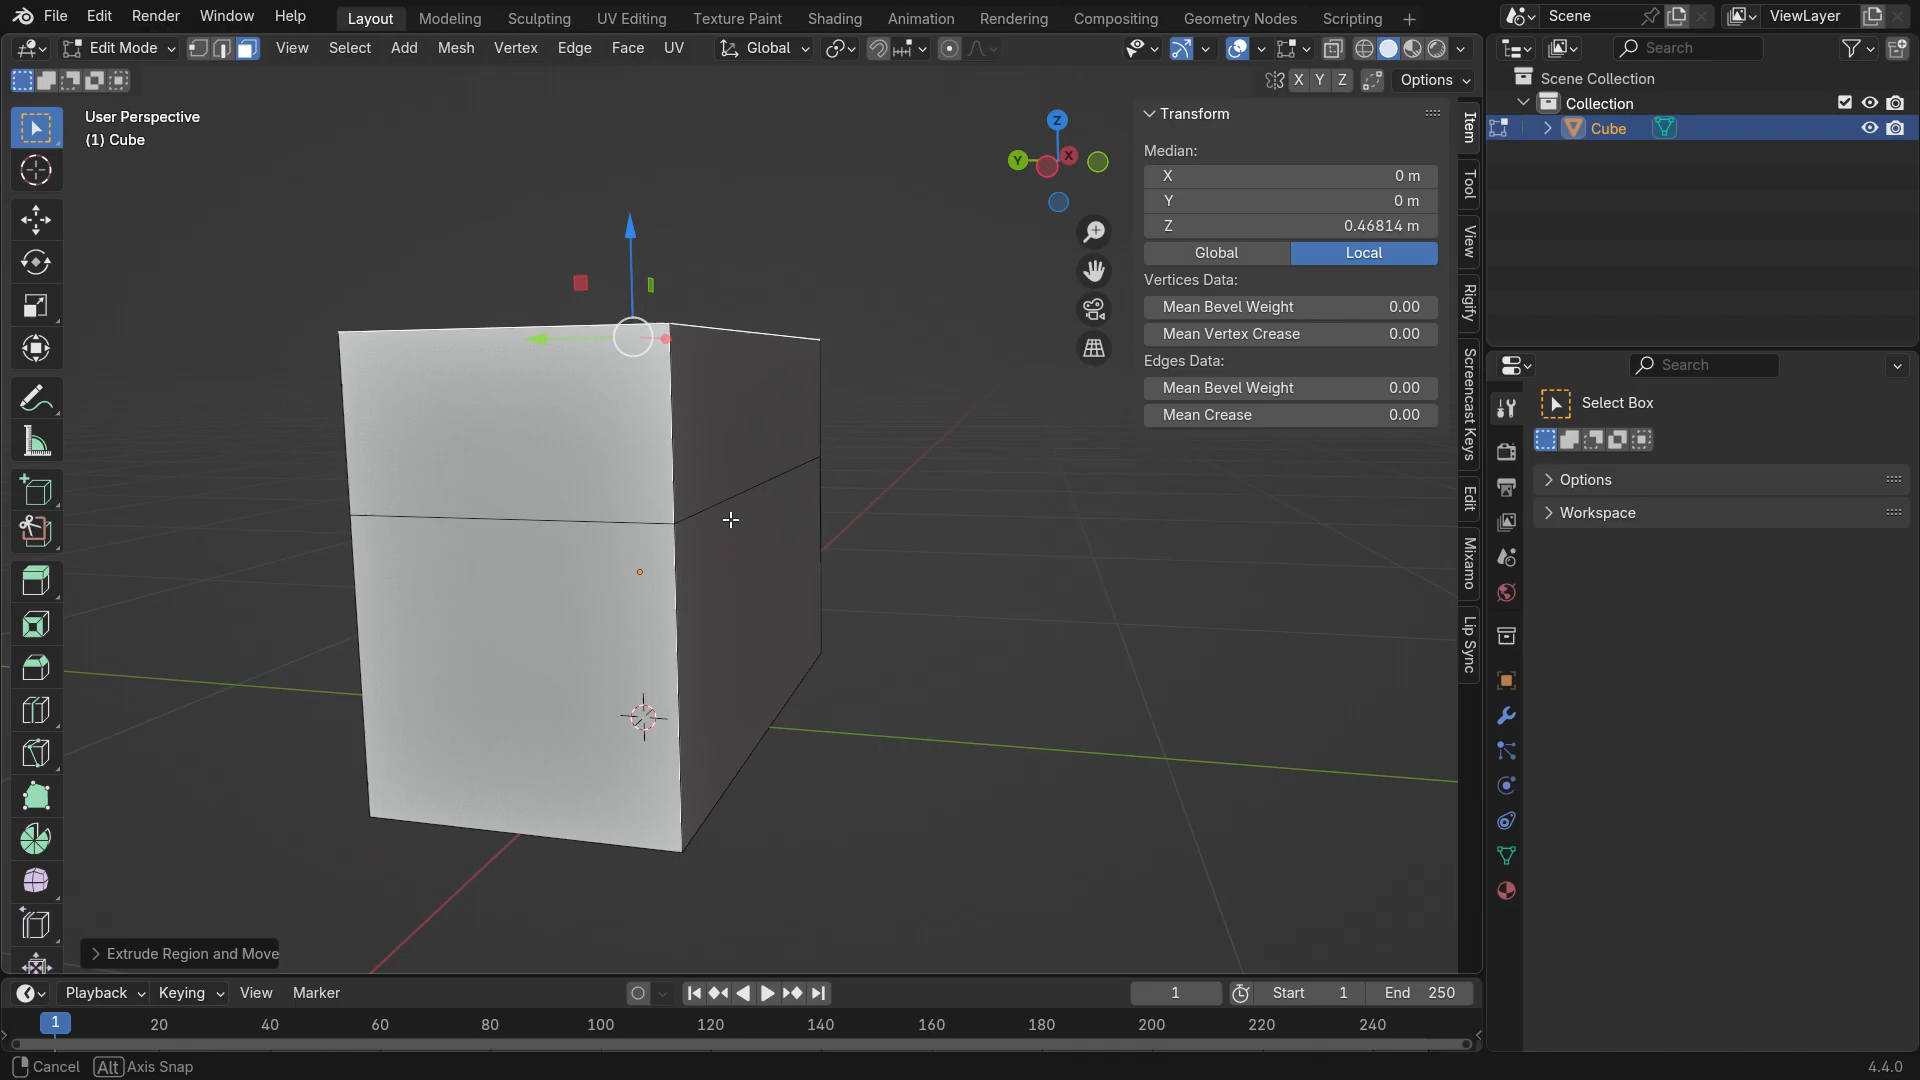 File Edit Render Window Help Layout Modeling Sculpting UV Editing Texture Paint Shading Animation Rendering Compositing Geometry Nodes Scripting + Scene ViewLayer
Edit Mode View Select Add Mesh Vertex Edge Face UV Global Search
X Y Z Options
Scene Collection
Collection
Cube
User Perspective
(1) Cube
Z
Y
X
Transform
Median:
X 0 m
Y 0 m
Z 0.46814 m
Global Local
Vertices Data:
Mean Bevel Weight 0.00
Mean Vertex Crease 0.00
Edges Data:
Mean Bevel Weight 0.00
Mean Crease 0.00
Item
Tool
View
Rigify
Screencast Keys
Edit
Mixamo
Lip Sync
Search
Select Box
Options
Workspace
Extrude Region and Move
Playback Keying View Marker 1 Start 1 End 250
1 20 40 60 80 100 120 140 160 180 200 220 240
Cancel Alt Axis Snap 4.4.0